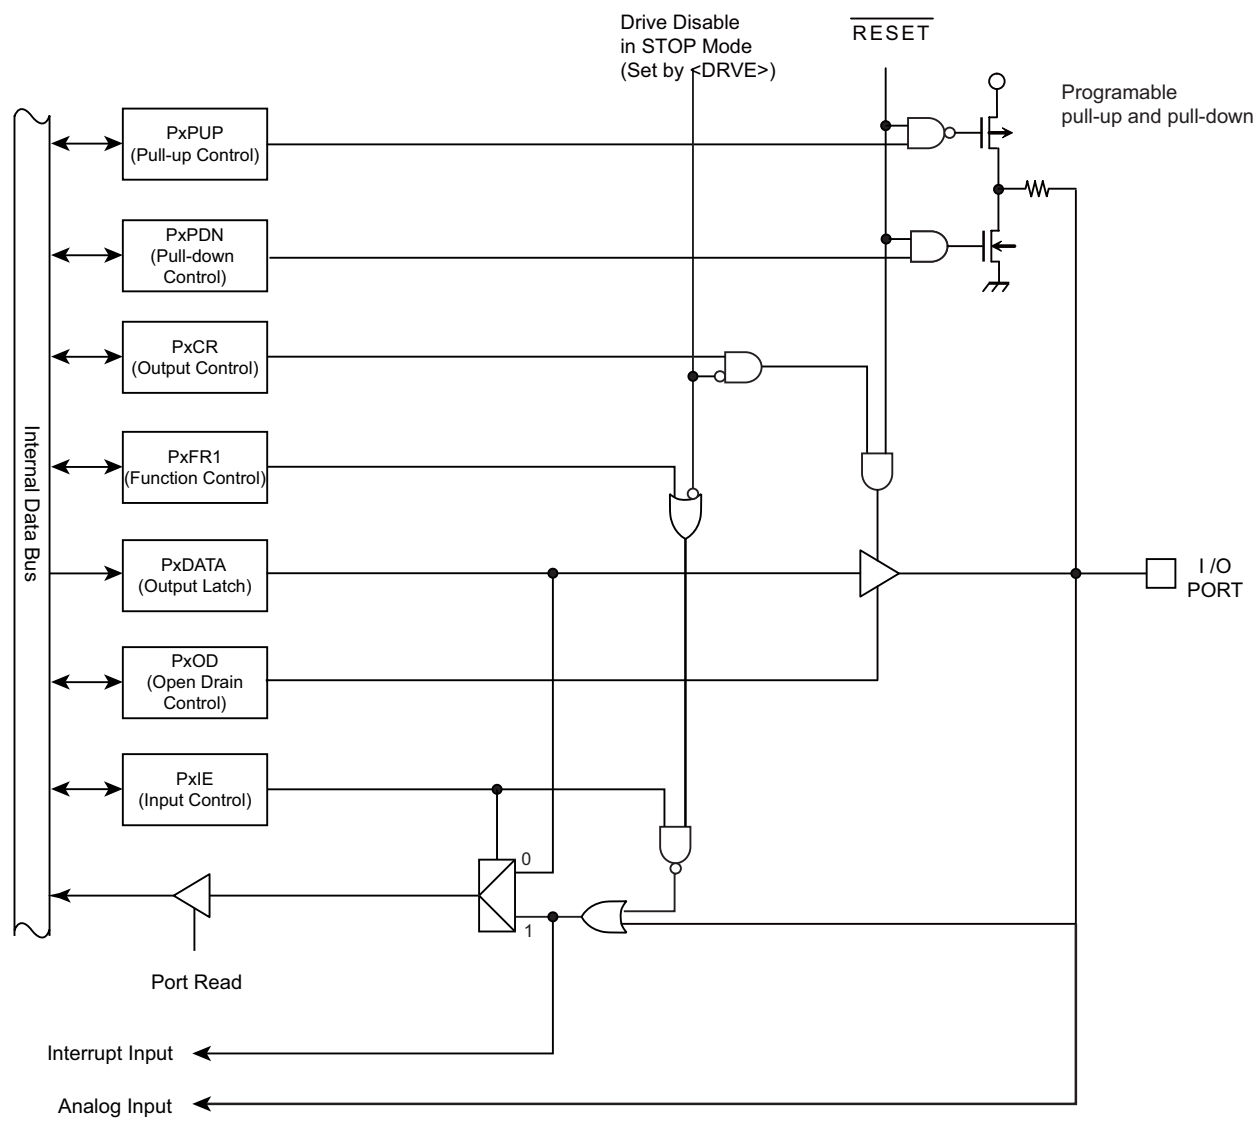 Drive Disable
in STOP Mode
(Set by <DRVE>)
RESET
Programable
pull-up and pull-down
PxPUP
(Pull-up Control)
PxPDN
(Pull-down
Control)
PxCR
(Output Control)
PxFR1
(Function Control)
Internal Data Bus
PxDATA
(Output Latch)
I /O
PORT
PxOD
(Open Drain
Control)
PxIE
(Input Control)
0
1
Port Read
Interrupt Input
Analog Input